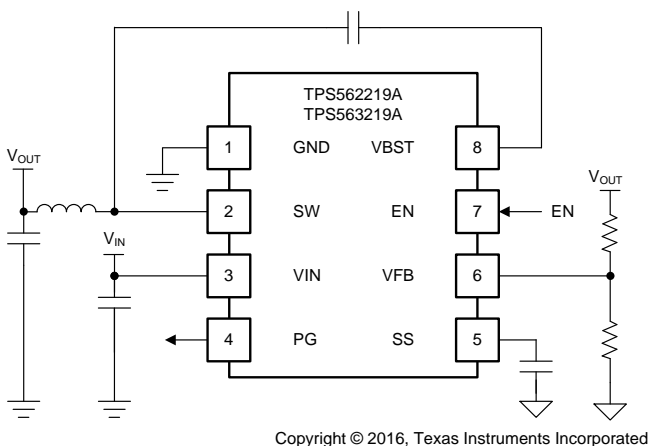 TPS562219A
TPS563219A
1 GND VBST 8
V_OUT V_OUT
2 SW EN 7 EN
V_IN
3 VIN VFB 6
4 PG SS 5
Copyright © 2016, Texas Instruments Incorporated